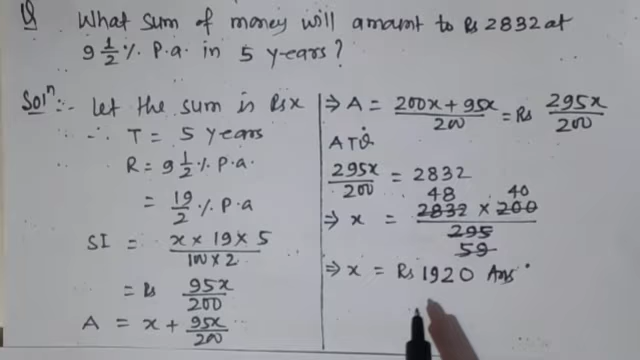 Q What sum of money will amount to Rs 2832 at
9 1/2 % P.a. in 5 years?
Solⁿ:- Let the sum is Rs x
∴ T = 5 years
R = 9 1/2 % P.a.
= 19/2 % P.a
SI = x × 19 × 5 / 100 × 2
= Rs 95x/200
A = x + 95x/200
⇒ A = 200x + 95x / 200 = Rs 295x/200
ATQ
295x/200 = 2832
48 40
⇒ x = 2832 × 200 / 295
59
⇒ x = Rs 1920 Ans.